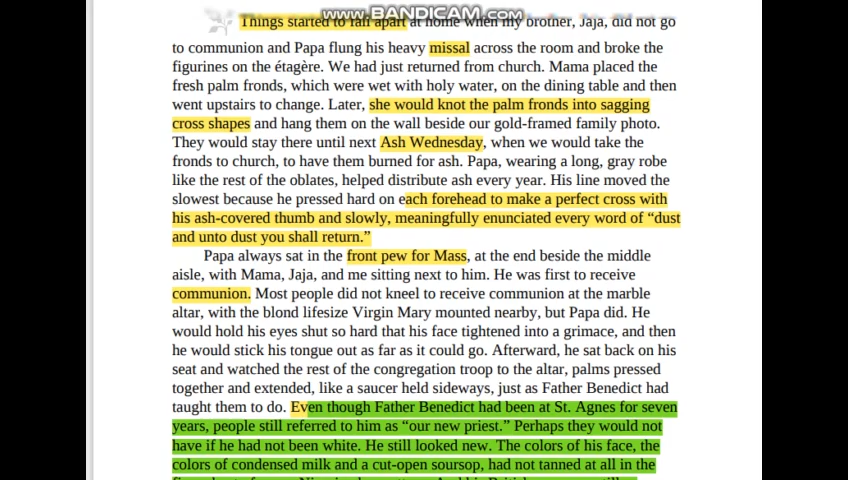 www.BANDICAM.com
Things started to fall apart at home when my brother, Jaja, did not go
to communion and Papa flung his heavy missal across the room and broke the
figurines on the étagère. We had just returned from church. Mama placed the
fresh palm fronds, which were wet with holy water, on the dining table and then
went upstairs to change. Later, she would knot the palm fronds into sagging
cross shapes and hang them on the wall beside our gold-framed family photo.
They would stay there until next Ash Wednesday, when we would take the
fronds to church, to have them burned for ash. Papa, wearing a long, gray robe
like the rest of the oblates, helped distribute ash every year. His line moved the
slowest because he pressed hard on each forehead to make a perfect cross with
his ash-covered thumb and slowly, meaningfully enunciated every word of “dust
and unto dust you shall return.”
Papa always sat in the front pew for Mass, at the end beside the middle
aisle, with Mama, Jaja, and me sitting next to him. He was first to receive
communion. Most people did not kneel to receive communion at the marble
altar, with the blond lifesize Virgin Mary mounted nearby, but Papa did. He
would hold his eyes shut so hard that his face tightened into a grimace, and then
he would stick his tongue out as far as it could go. Afterward, he sat back on his
seat and watched the rest of the congregation troop to the altar, palms pressed
together and extended, like a saucer held sideways, just as Father Benedict had
taught them to do. Even though Father Benedict had been at St. Agnes for seven
years, people still referred to him as “our new priest.” Perhaps they would not
have if he had not been white. He still looked new. The colors of his face, the
colors of condensed milk and a cut-open soursop, had not tanned at all in the